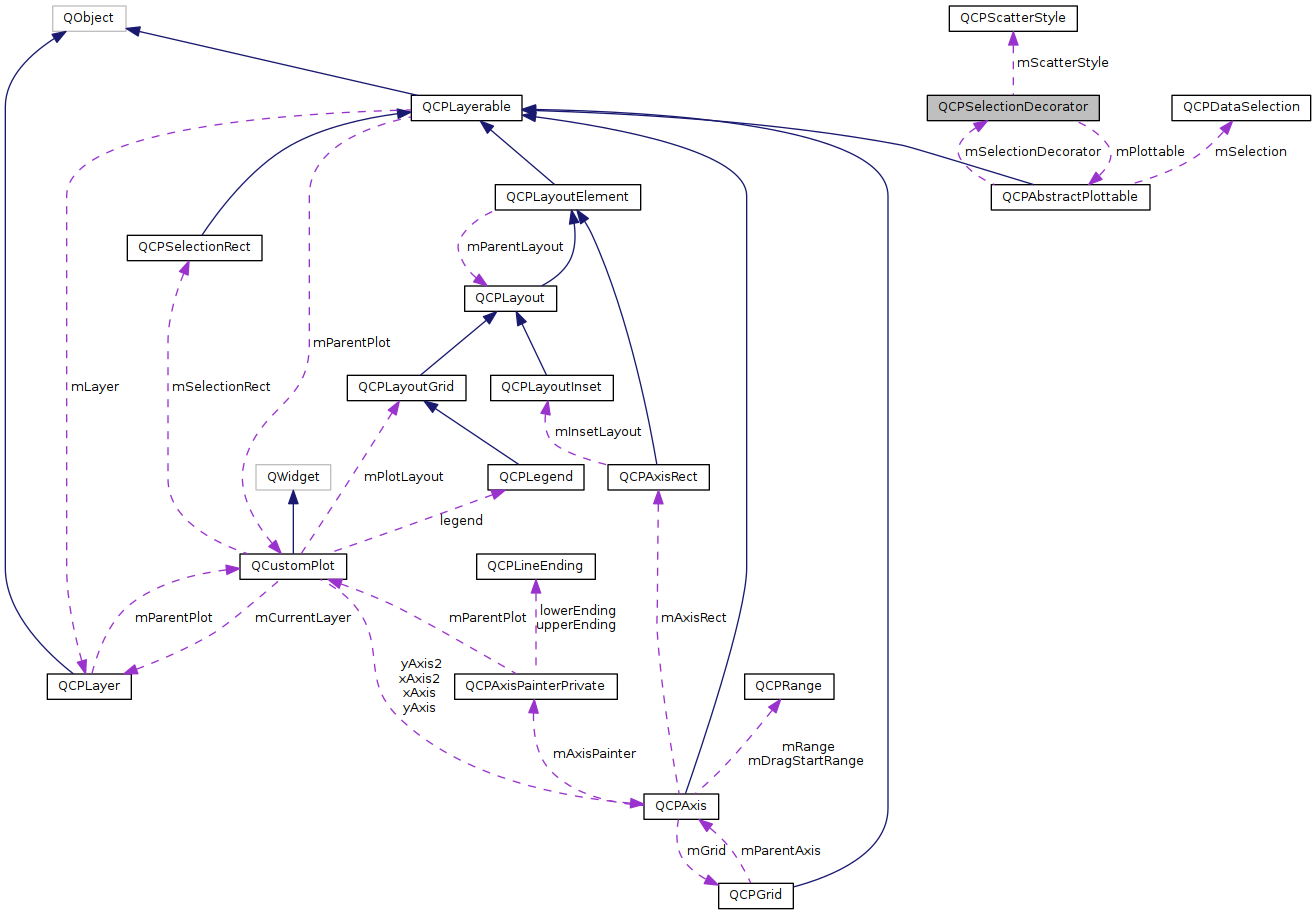 QObject
QCPScatterStyle
mScatterStyle
QCPLayerable
QCPSelectionDecorator
QCPDataSelection
mSelectionDecorator
mPlottable
mSelection
QCPLayoutElement
QCPAbstractPlottable
QCPSelectionRect
mParentLayout
QCPLayout
mParentPlot
mLayer
mSelectionRect
QCPLayoutGrid
QCPLayoutInset
mInsetLayout
QWidget
mPlotLayout
QCPLegend
QCPAxisRect
legend
QCustomPlot
QCPLineEnding
mParentPlot
mCurrentLayer
mParentPlot
lowerEnding
upperEnding
mAxisRect
yAxis2
xAxis2
xAxis
yAxis
QCPLayer
QCPAxisPainterPrivate
QCPRange
mAxisPainter
mRange
mDragStartRange
QCPAxis
mGrid
mParentAxis
QCPGrid